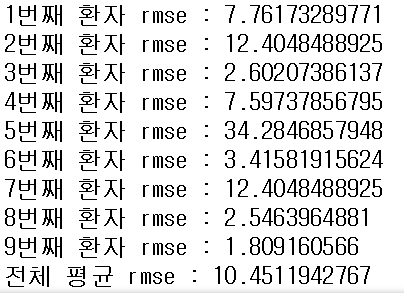 1번째 환자 rmse : 7.76173289771
2번째 환자 rmse : 12.4048488925
3번째 환자 rmse : 2.60207386137
4번째 환자 rmse : 7.59737856795
5번째 환자 rmse : 34.2846857948
6번째 환자 rmse : 3.41581915624
7번째 환자 rmse : 12.4048488925
8번째 환자 rmse : 2.5463964881
9번째 환자 rmse : 1.809160566
전체 평균 rmse : 10.4511942767